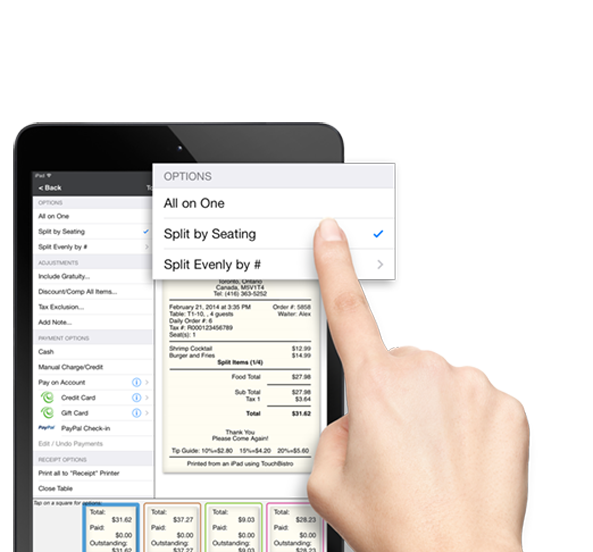 iPad
< Back
To
OPTIONS
All on One
Split by Seating
Split Evenly by #
OPTIONS
All on One
Split by Seating
Split Evenly by #
ADJUSTMENTS
Include Gratuity...
Discount/Comp All Items...
Tax Exclusion...
Add Note...
PAYMENT OPTIONS
Cash
Manual Charge/Credit
Pay on Account
Credit Card
Gift Card
PayPal PayPal Check-in
Edit / Undo Payments
RECEIPT OPTIONS
Print all to "Receipt" Printer
Close Table
Toronto, Ontario
Canada, M5V1T4
Tel: (416) 363-5252
February 21, 2014 at 3:35 PM Order #: 5858
Table: T1-10, , 4 guests Waiter: Alex
Daily Order #: 6
Tax #: R000123456789
Seat(s): 1
Shrimp Cocktail $12.99
Burger and Fries $14.99
Split Items (1/4)
Food Total $27.98
Sub Total $27.98
Tax 1 $3.64
Total $31.62
Thank You
Please Come Again!
Tip Guide: 10%=$2.80 15%=$4.20 20%=$5.60
Printed from an iPad using TouchBistro
Tap on a square for options.
Total: Total: Total: Total:
$31.62 $37.27 $9.03 $28.23
Paid: Paid: Paid: Paid:
$0.00 $0.00 $0.00 $0.00
Outstanding: Outstanding: Outstanding: Outstanding:
$31.62 $37.27 $9.03 $28.23